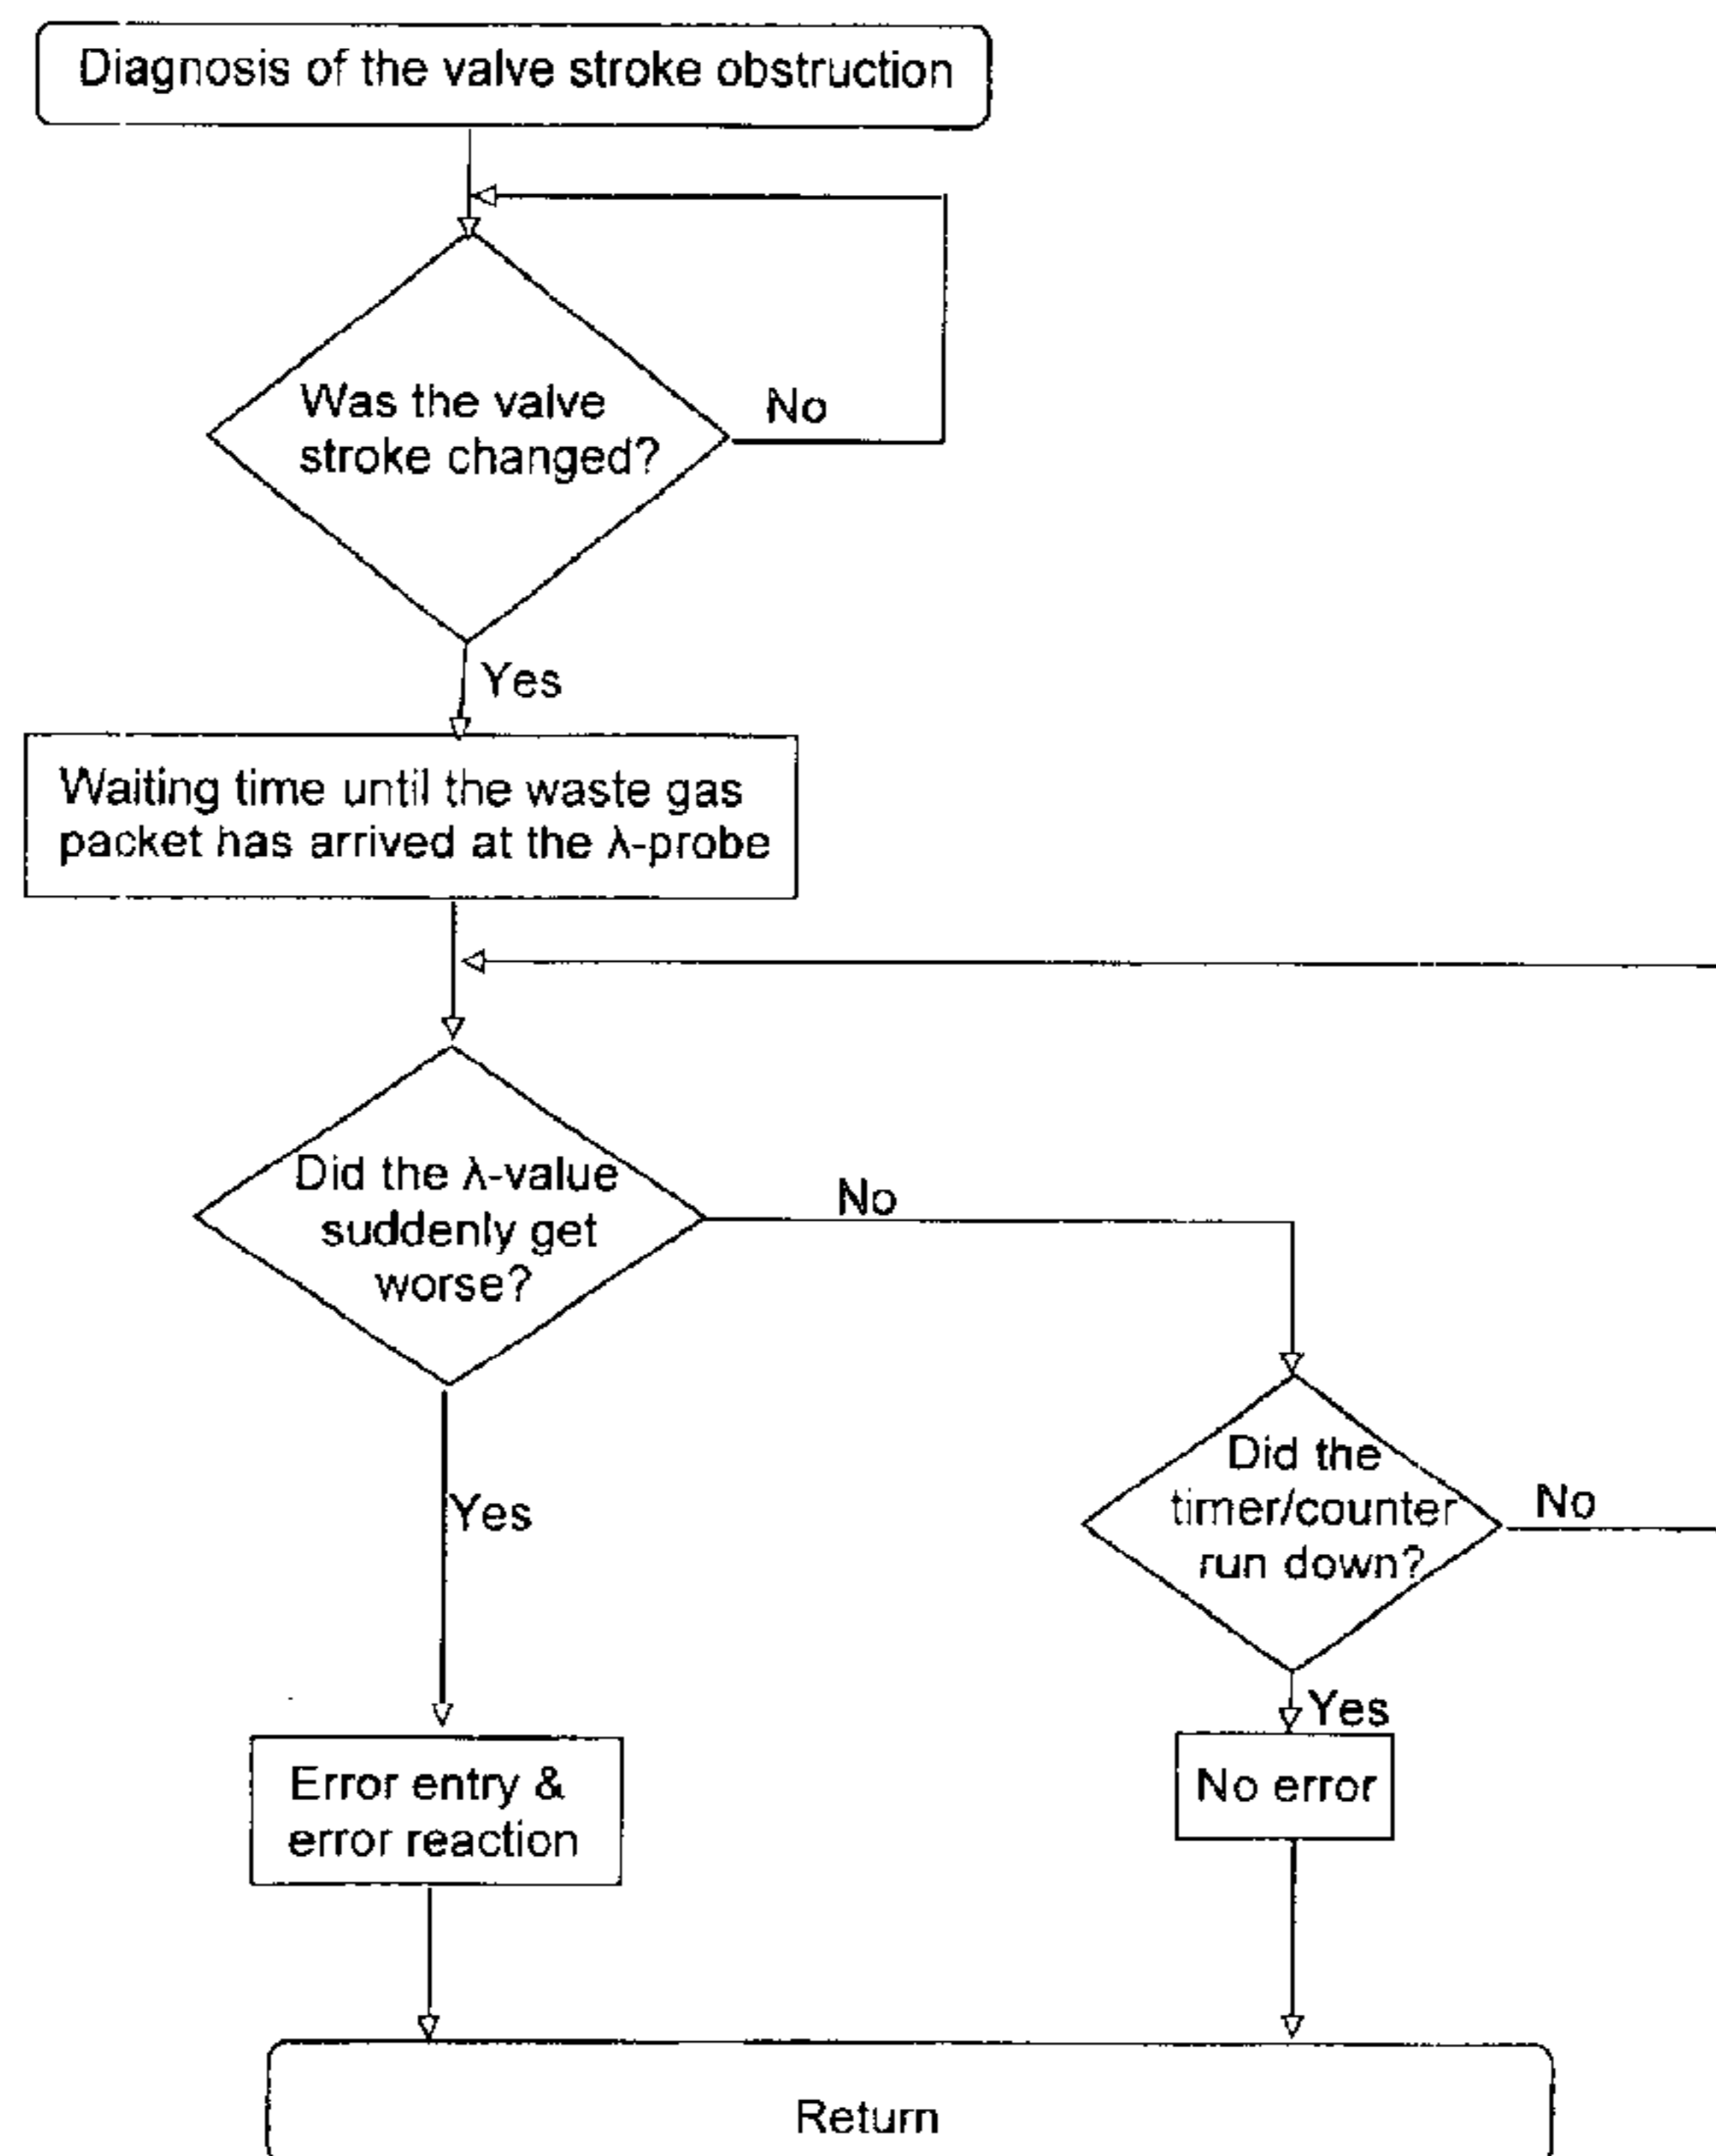 Diagnosis of the valve stroke obstruction
Was the valve
stroke changed?
No
Yes
Waiting time until the waste gas
packet has arrived at the λ-probe
Did the λ-value
suddenly get
worse?
No
Yes
Did the
timer/counter
run down?
No
Yes
Error entry &
error reaction
No error
Return